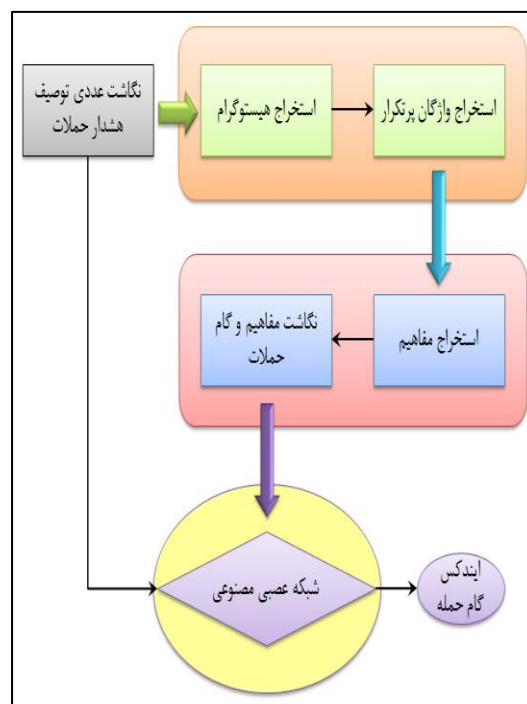 نگاشت عددی توصیف
هشدار حملات
استخراج هیستوگرام
استخراج واژگان پرتکرار
استخراج مفاهیم
نگاشت مفاهیم و گام
حملات
شبکه عصبی مصنوعی
ایندکس
گام حمله